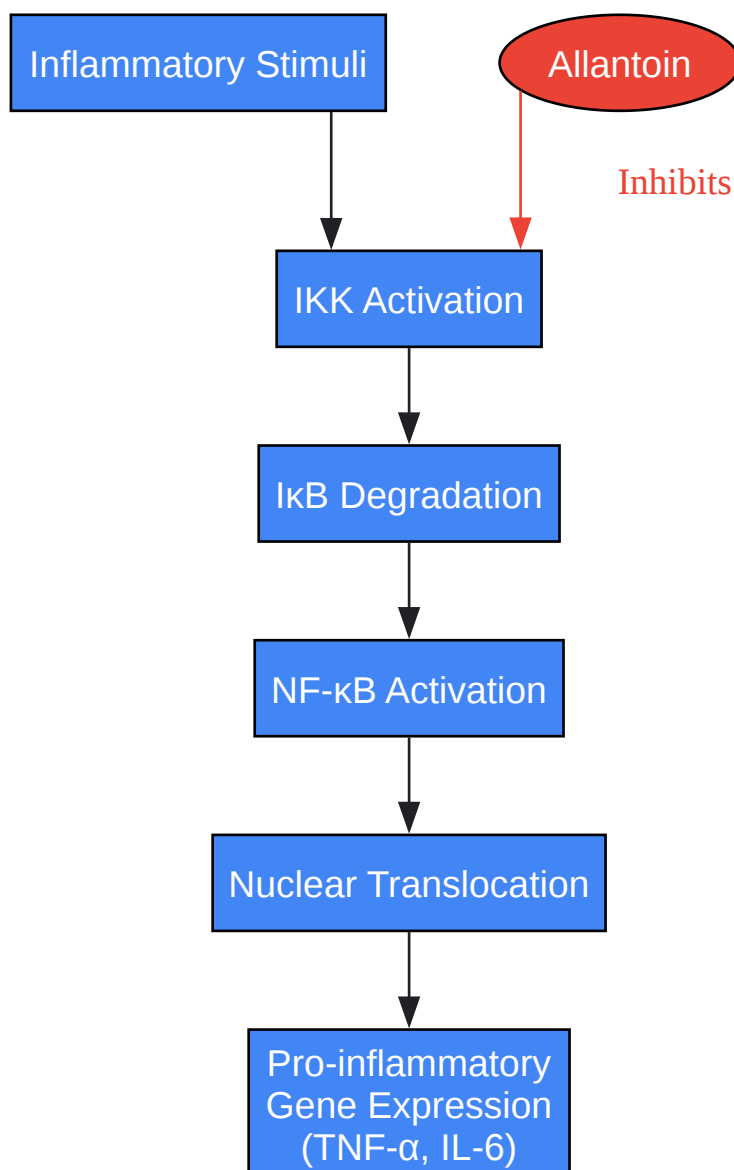 Inflammatory Stimuli
Allantoin
Inhibits
IKK Activation
IκB Degradation
NF-κB Activation
Nuclear Translocation
Pro-inflammatory
Gene Expression
(TNF-α, IL-6)